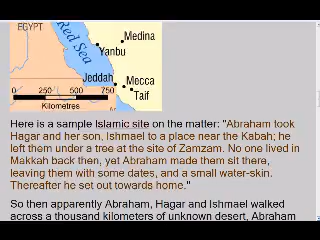 EGYPT
Red Sea
Medina
Yanbu
Jeddah
Mecca
Taif
0 250 500 750
Kilometres
Here is a sample Islamic site on the matter: "Abraham took
Hagar and her son, Ishmael to a place near the Kabah; he
left them under a tree at the site of Zamzam. No one lived in
Makkah back then, yet Abraham made them sit there,
leaving them with some dates, and a small water-skin.
Thereafter he set out towards home."
So then apparently Abraham, Hagar and Ishmael walked
across a thousand kilometers of unknown desert, Abraham